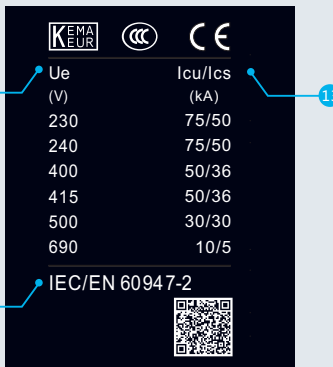 KEMA EUR CCC CE
Ue Icu/Ics
(V) (kA)
230 75/50
240 75/50
400 50/36
415 50/36
500 30/30
690 10/5
IEC/EN 60947-2